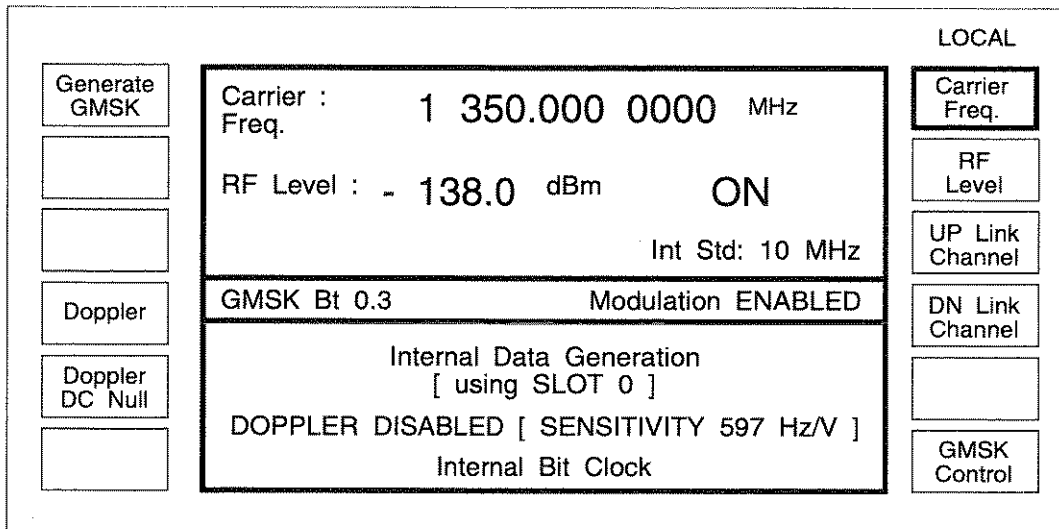 LOCAL
Generate
GMSK
Doppler
Doppler
DC Null
Carrier :
Freq.
1 350.000 0000 MHz
RF Level : - 138.0 dBm ON
Int Std: 10 MHz
GMSK Bt 0.3 Modulation ENABLED
Internal Data Generation
[ using SLOT 0 ]
DOPPLER DISABLED [ SENSITIVITY 597 Hz/V ]
Internal Bit Clock
Carrier
Freq.
RF
Level
UP Link
Channel
DN Link
Channel
GMSK
Control